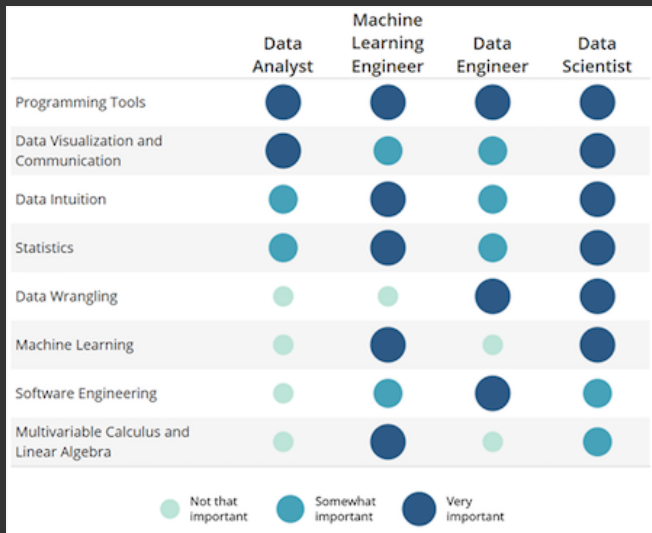 Data Analyst
Machine Learning Engineer
Data Engineer
Data Scientist
Programming Tools
Data Visualization and
Communication
Data Intuition
Statistics
Data Wrangling
Machine Learning
Software Engineering
Multivariable Calculus and
Linear Algebra
Not that
important
Somewhat
important
Very
important